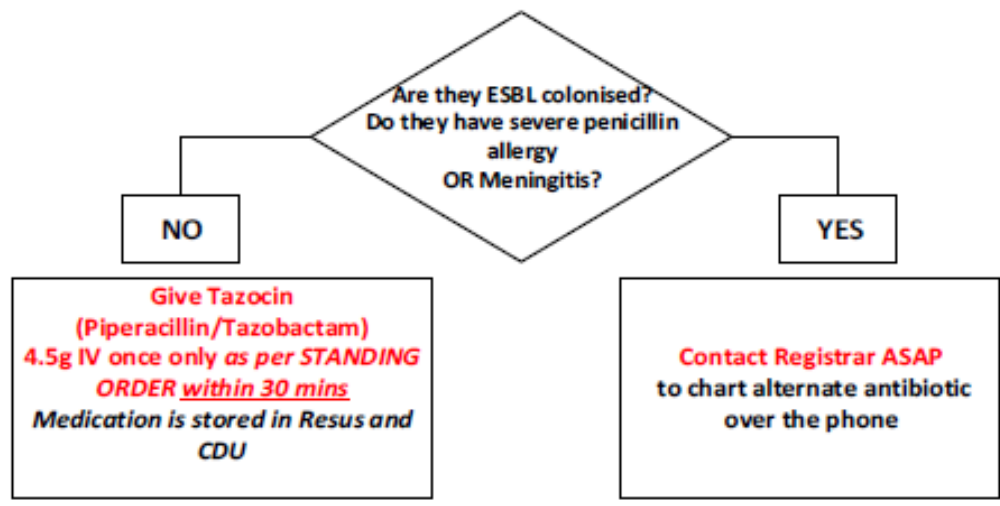 Are they ESBL colonised?
Do they have severe penicillin
allergy
OR Meningitis?
NO
YES
Give Tazocin
(Piperacillin/Tazobactam)
4.5g IV once only as per STANDING
ORDER within 30 mins
Medication is stored in Resus and
CDU
Contact Registrar ASAP
to chart alternate antibiotic
over the phone